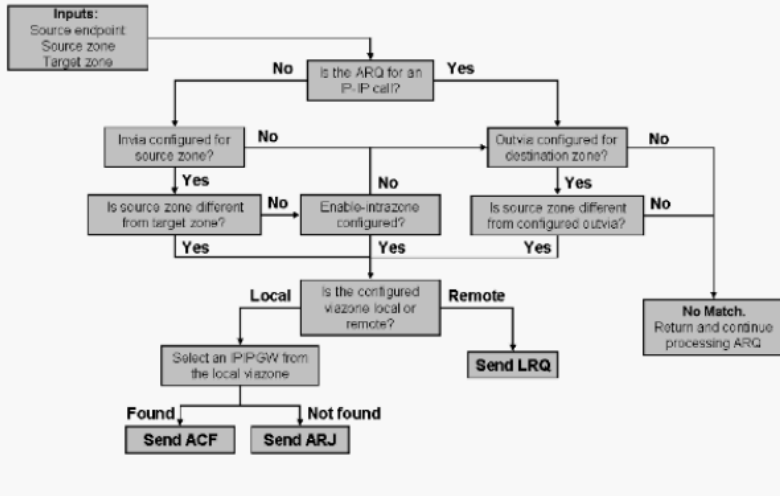 Inputs:
Source endpoint
Source zone
Target zone
No
Is the ARQ for an
IP-IP call?
Yes
Invia configured for
source zone?
No
Outvia configured for
destination zone?
No
Yes
No
Yes
Is source zone different
from target zone?
No
Enable-intrazone
configured?
Is source zone different
from configured outvia?
No
Yes
Yes
Yes
Local
Is the configured
viazone local or
remote?
Remote
No Match.
Return and continue
processing ARQ
Select an IPIPGW from
the local viazone
Send LRQ
Found
Not found
Send ACF
Send ARJ